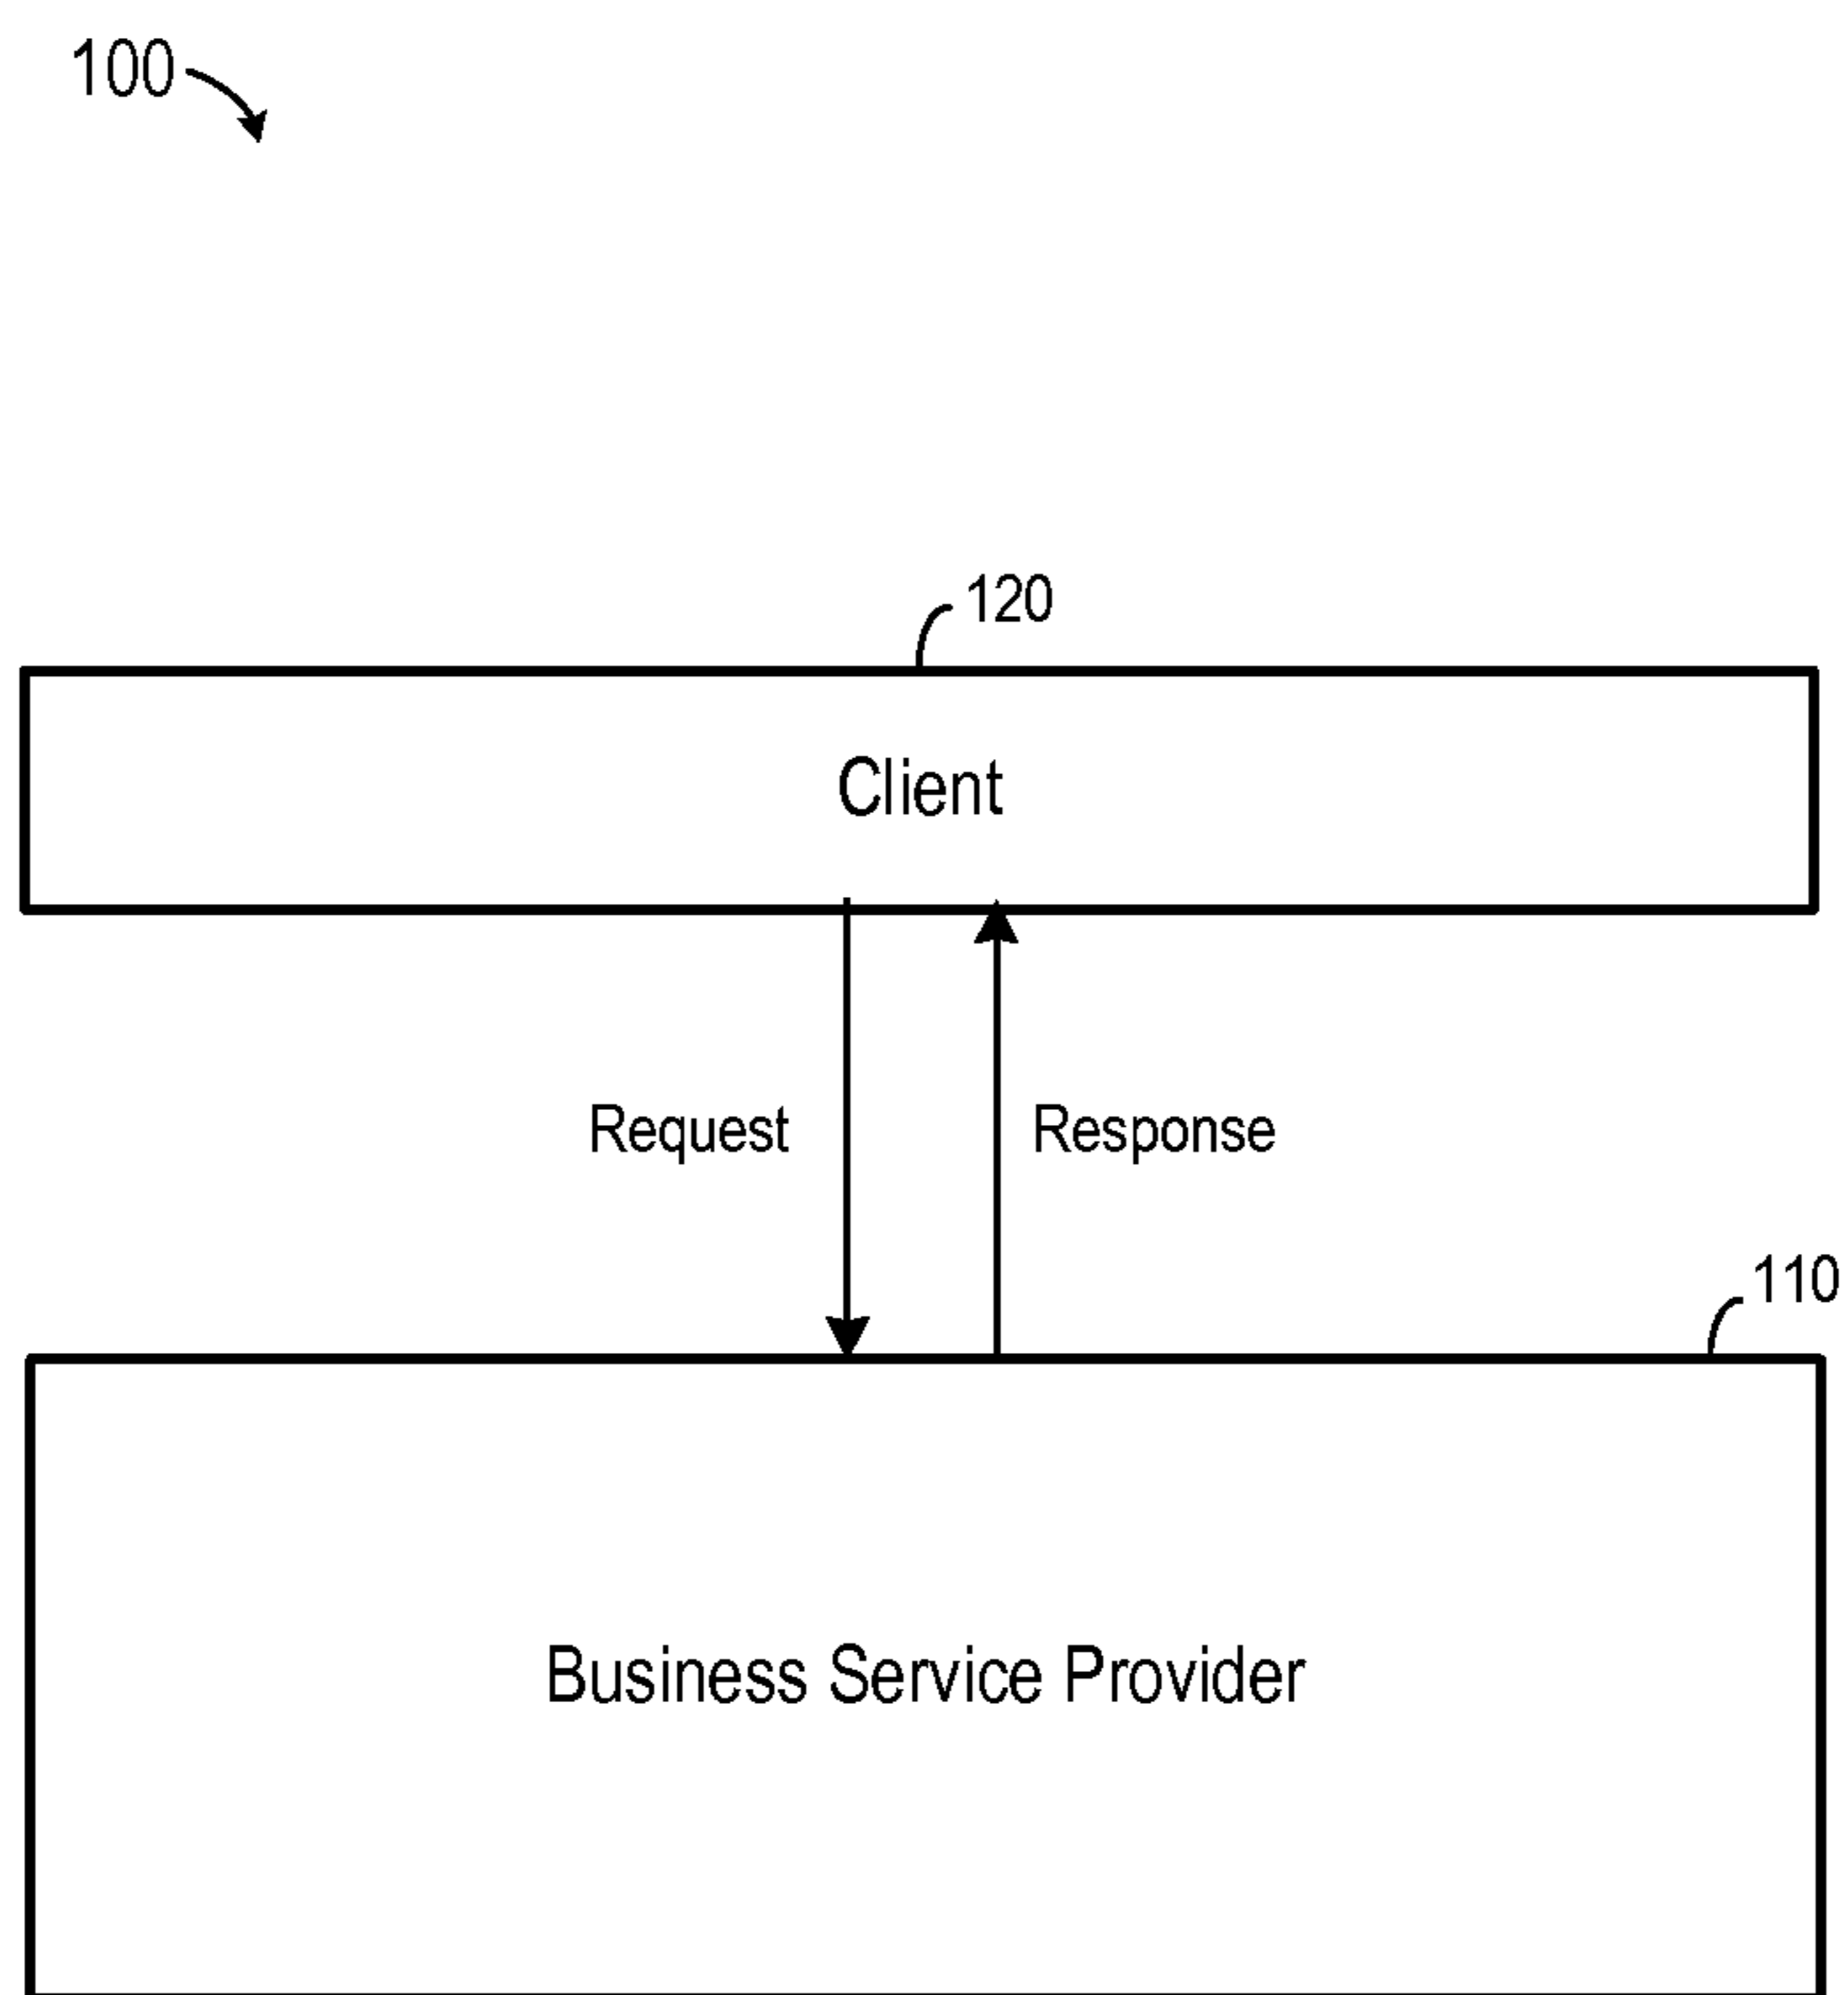 100
120
Client
Request
Response
110
Business Service Provider